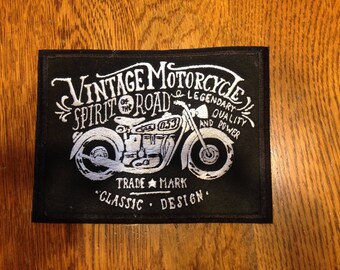 VINTAGE MOTORCYCLE
SPIRIT OF THE ROAD
LEGENDARY
QUALITY
AND POWER
TRADE ★ MARK
· CLASSIC · DESIGN ·